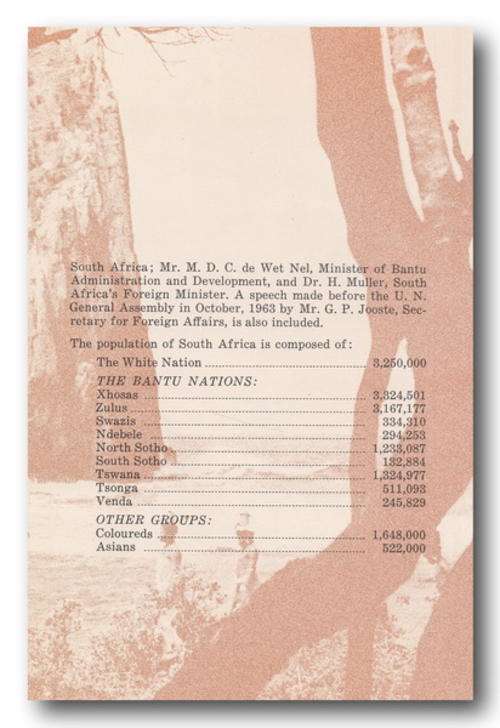 South Africa; Mr. M. D. C. de Wet Nel, Minister of Bantu
Administration and Development, and Dr. H. Muller, South
Africa's Foreign Minister. A speech made before the U. N.
General Assembly in October, 1963 by Mr. G. P. Jooste, Sec-
retary for Foreign Affairs, is also included.
The population of South Africa is composed of:
The White Nation 3,250,000
THE BANTU NATIONS:
Xhosas 3,324,501
Zulus 3,167,177
Swazis 334,310
Ndebele 294,253
North Sotho 1,233,087
South Sotho 132,884
Tswana 1,324,977
Tsonga 511,093
Venda 245,829
OTHER GROUPS:
Coloureds 1,648,000
Asians 522,000